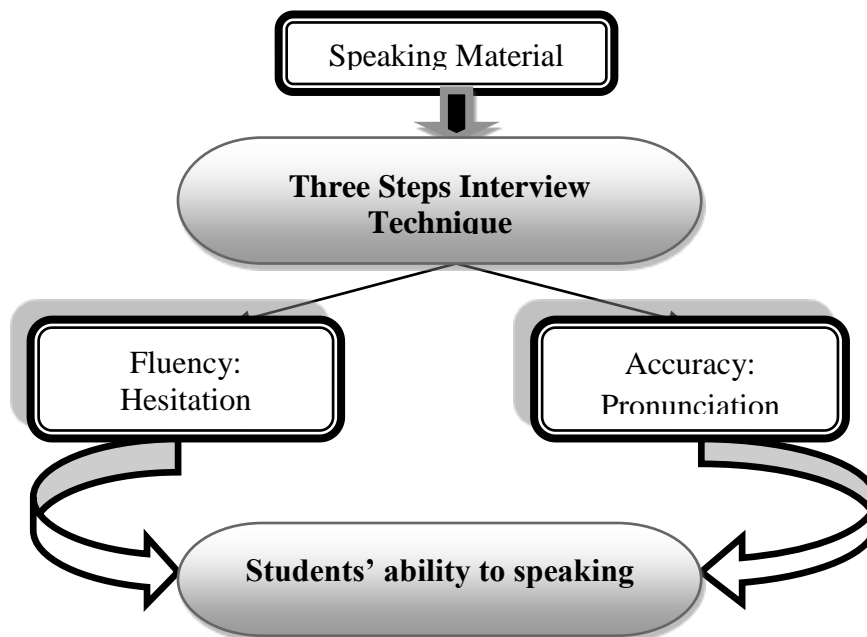 Speaking Material
Three Steps Interview
Technique
Fluency:
Hesitation
Accuracy:
Pronunciation
Students’ ability to speaking